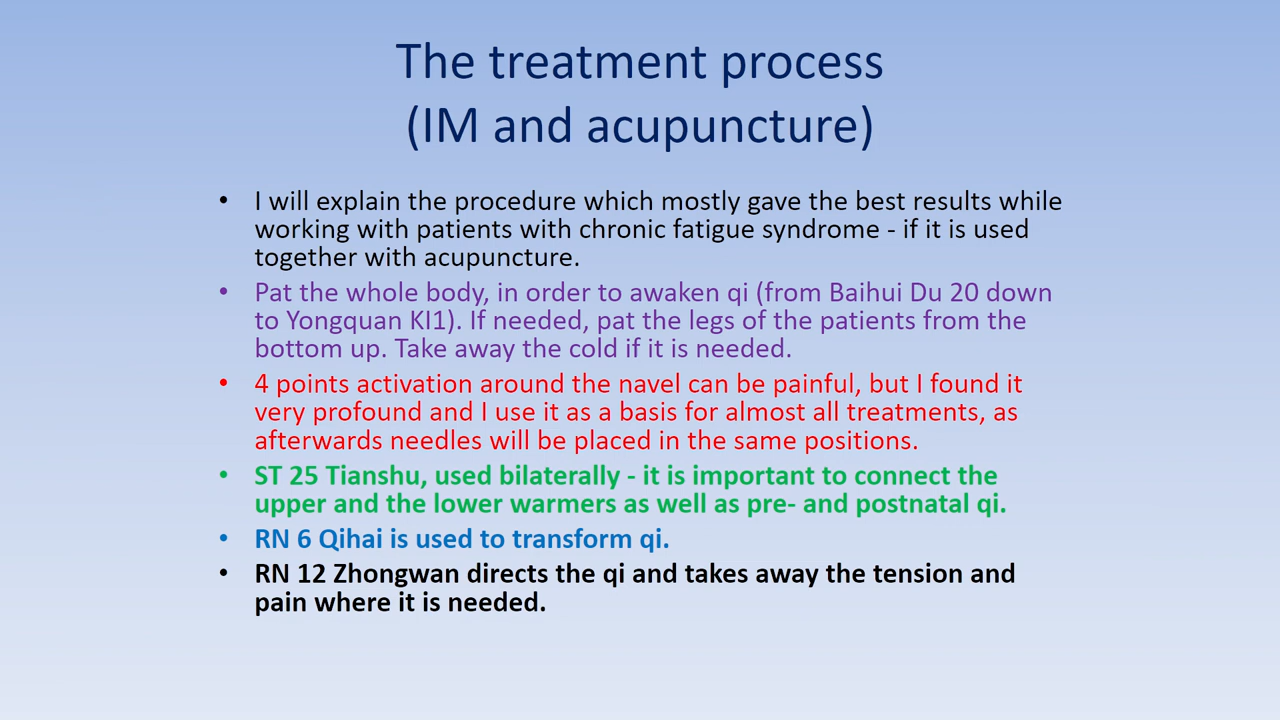 The treatment process
(IM and acupuncture)
• I will explain the procedure which mostly gave the best results while
working with patients with chronic fatigue syndrome - if it is used
together with acupuncture.
• Pat the whole body, in order to awaken qi (from Baihui Du 20 down
to Yongquan KI1). If needed, pat the legs of the patients from the
bottom up. Take away the cold if it is needed.
• 4 points activation around the navel can be painful, but I found it
very profound and I use it as a basis for almost all treatments, as
afterwards needles will be placed in the same positions.
• ST 25 Tianshu, used bilaterally - it is important to connect the
upper and the lower warmers as well as pre- and postnatal qi.
• RN 6 Qihai is used to transform qi.
• RN 12 Zhongwan directs the qi and takes away the tension and
pain where it is needed.